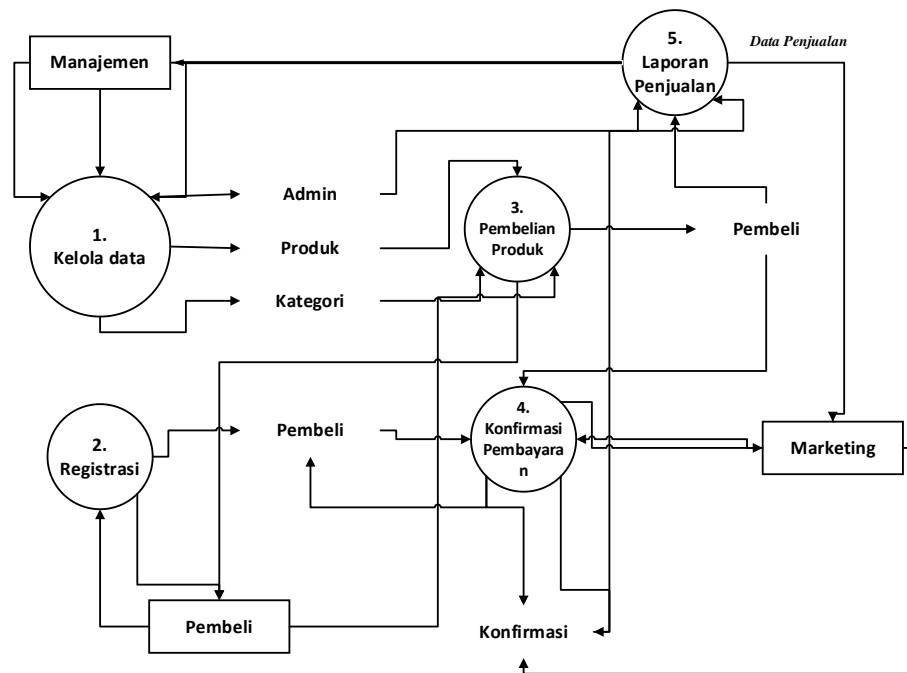 5.
Laporan
Penjualan
Data Penjualan
Manajemen
Admin
3.
Pembelian
Produk
Pembeli
1.
Kelola data
Produk
Kategori
2.
Registrasi
Pembeli
4.
Konfirmasi
Pembayara
n
Marketing
Pembeli
Konfirmasi